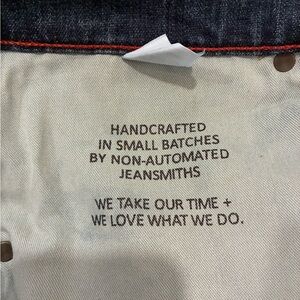 HANDCRAFTED
IN SMALL BATCHES
BY NON-AUTOMATED
JEANSMITHS
WE TAKE OUR TIME +
WE LOVE WHAT WE DO.